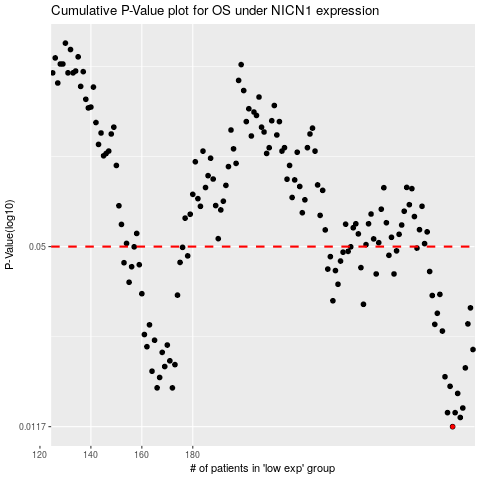 Cumulative P-Value plot for OS under NICN1 expression
P-Value(log10)
0.05
0.0117
120 140 160 180
# of patients in 'low exp' group